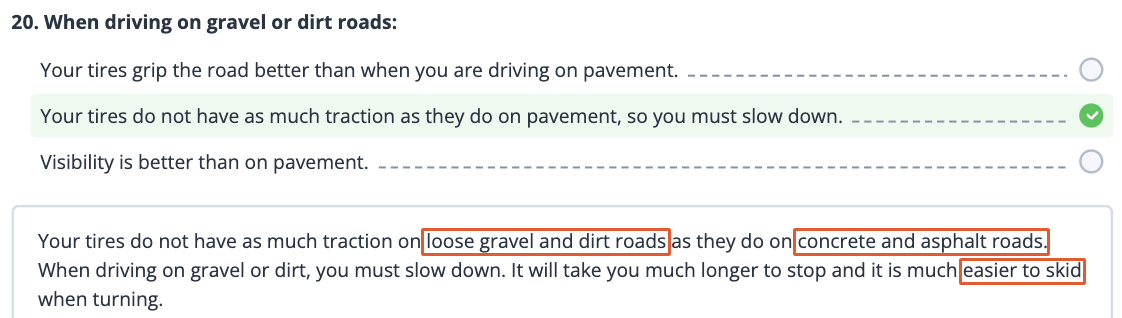 20. When driving on gravel or dirt roads:
Your tires grip the road better than when you are driving on pavement.
Your tires do not have as much traction as they do on pavement, so you must slow down.
Visibility is better than on pavement.
Your tires do not have as much traction on loose gravel and dirt roads as they do on concrete and asphalt roads.
When driving on gravel or dirt, you must slow down. It will take you much longer to stop and it is much easier to skid
when turning.